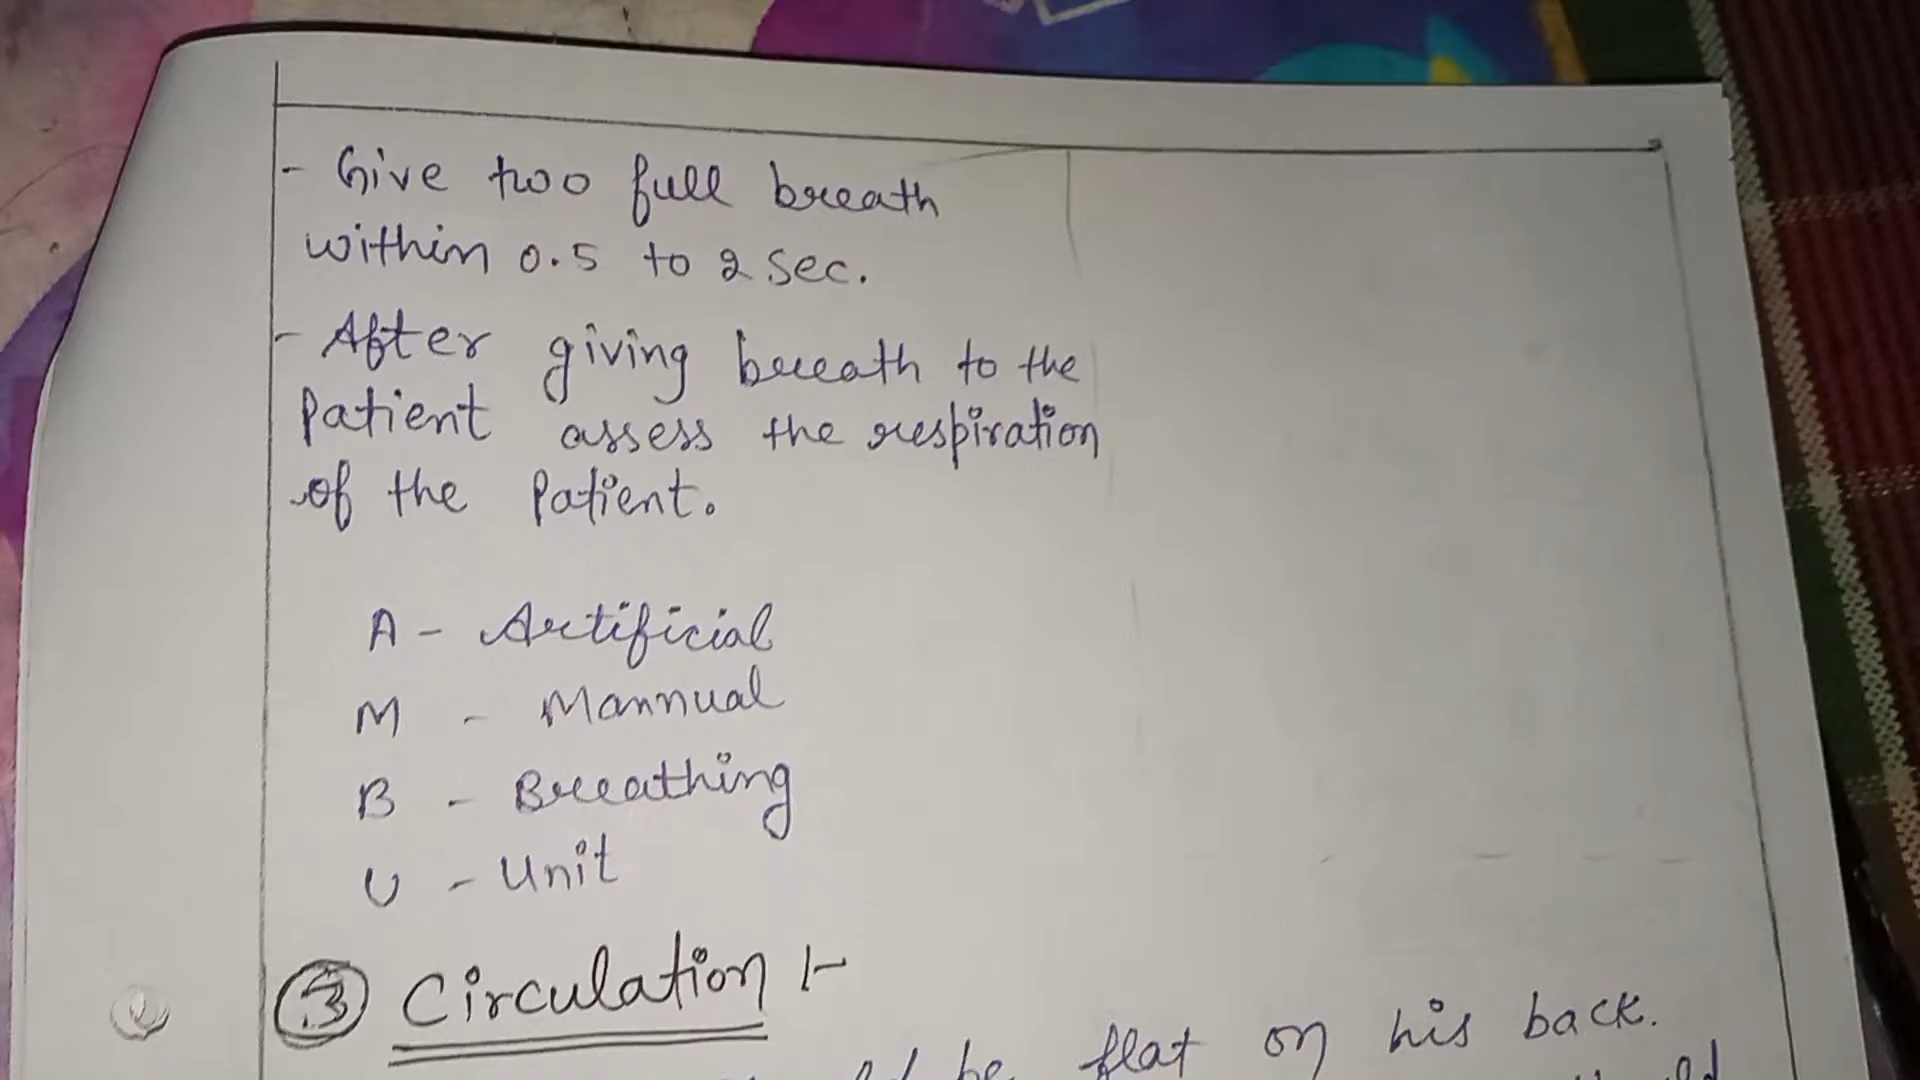 - Give two full breath
within 0.5 to 2 sec.
- After giving breath to the
Patient assess the respiration
of the Patient.
A - Artificial
M - Mannual
B - Breathing
U - Unit
③ Circulation :-
be flat on his back.